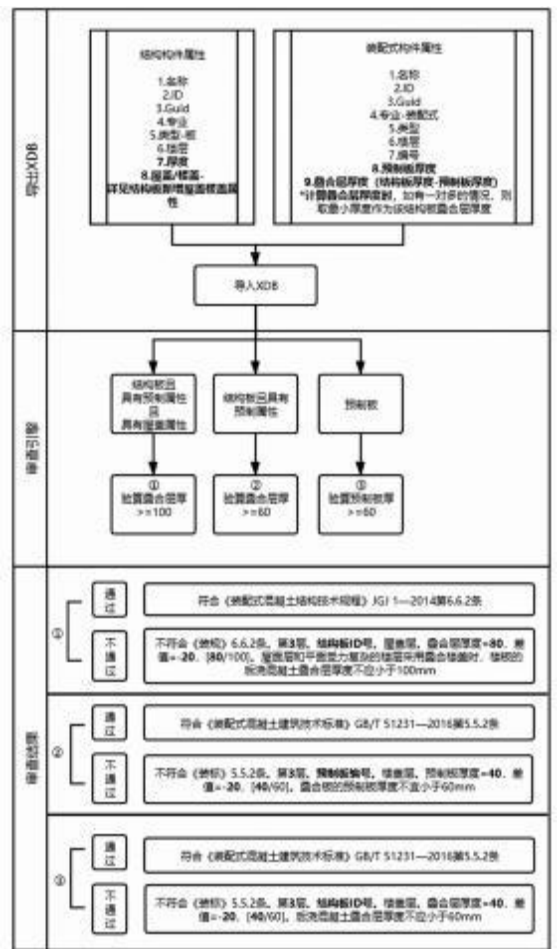 导出XDB
结构构件属性
1.名称
2.ID
3.Guid
4.专业
5.类型-板
6.楼层
7.厚度
8.屋盖/楼盖-
详见结构板新增屋盖楼盖属
性
装配式构件属性
1.名称
2.ID
3.Guid
4.专业-装配式
5.类型
6.楼层
7.编号
8.预制板厚度
9.叠合层厚度（结构板厚度-预制板厚度）
*计算叠合层厚度时，如有一对多的情况，则
取最小厚度作为该结构板叠合层厚度
导入XDB
审查引擎
结构板且
具有预制属性
且
具有屋盖属性
结构板且具有
预制属性
预制板
①
验算叠合层厚
>=100
②
验算叠合层厚
>=60
③
验算预制板厚
>=60
审查结果
①
通过
符合《装配式混凝土结构技术规程》JGJ 1—2014第6.6.2条
不通过
不符合《装规》6.6.2条。第3层，结构板ID号，屋盖层，叠合层厚度=80，差
值=-20，[80/100]。屋面层和平面受力复杂的楼层采用叠合楼盖时，楼板的
后浇混凝土叠合层厚度不应小于100mm
②
通过
符合《装配式混凝土建筑技术标准》GB/T 51231—2016第5.5.2条
不通过
不符合《装标》5.5.2条。第3层，预制板编号，楼盖层，预制板厚度=40，差
值=-20，[40/60]。叠合板的预制板厚度不宜小于60mm
③
通过
符合《装配式混凝土建筑技术标准》GB/T 51231—2016第5.5.2条
不通过
不符合《装标》5.5.2条。第3层，结构板ID号，楼盖层，叠合层厚度=40，差
值=-20，[40/60]。后浇混凝土叠合层厚度不应小于60mm